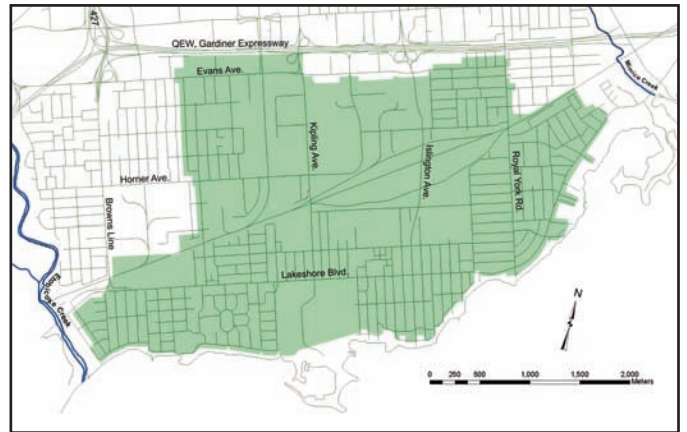 427
QEW, Gardiner Expressway
Mimico Creek
Evans Ave.
Kipling Ave.
Islington Ave.
Royal York Rd.
Horner Ave.
Browns Line
Lakeshore Blvd.
Etobicoke Creek
N
0 250 500 1,000 1,500 2,000
Meters